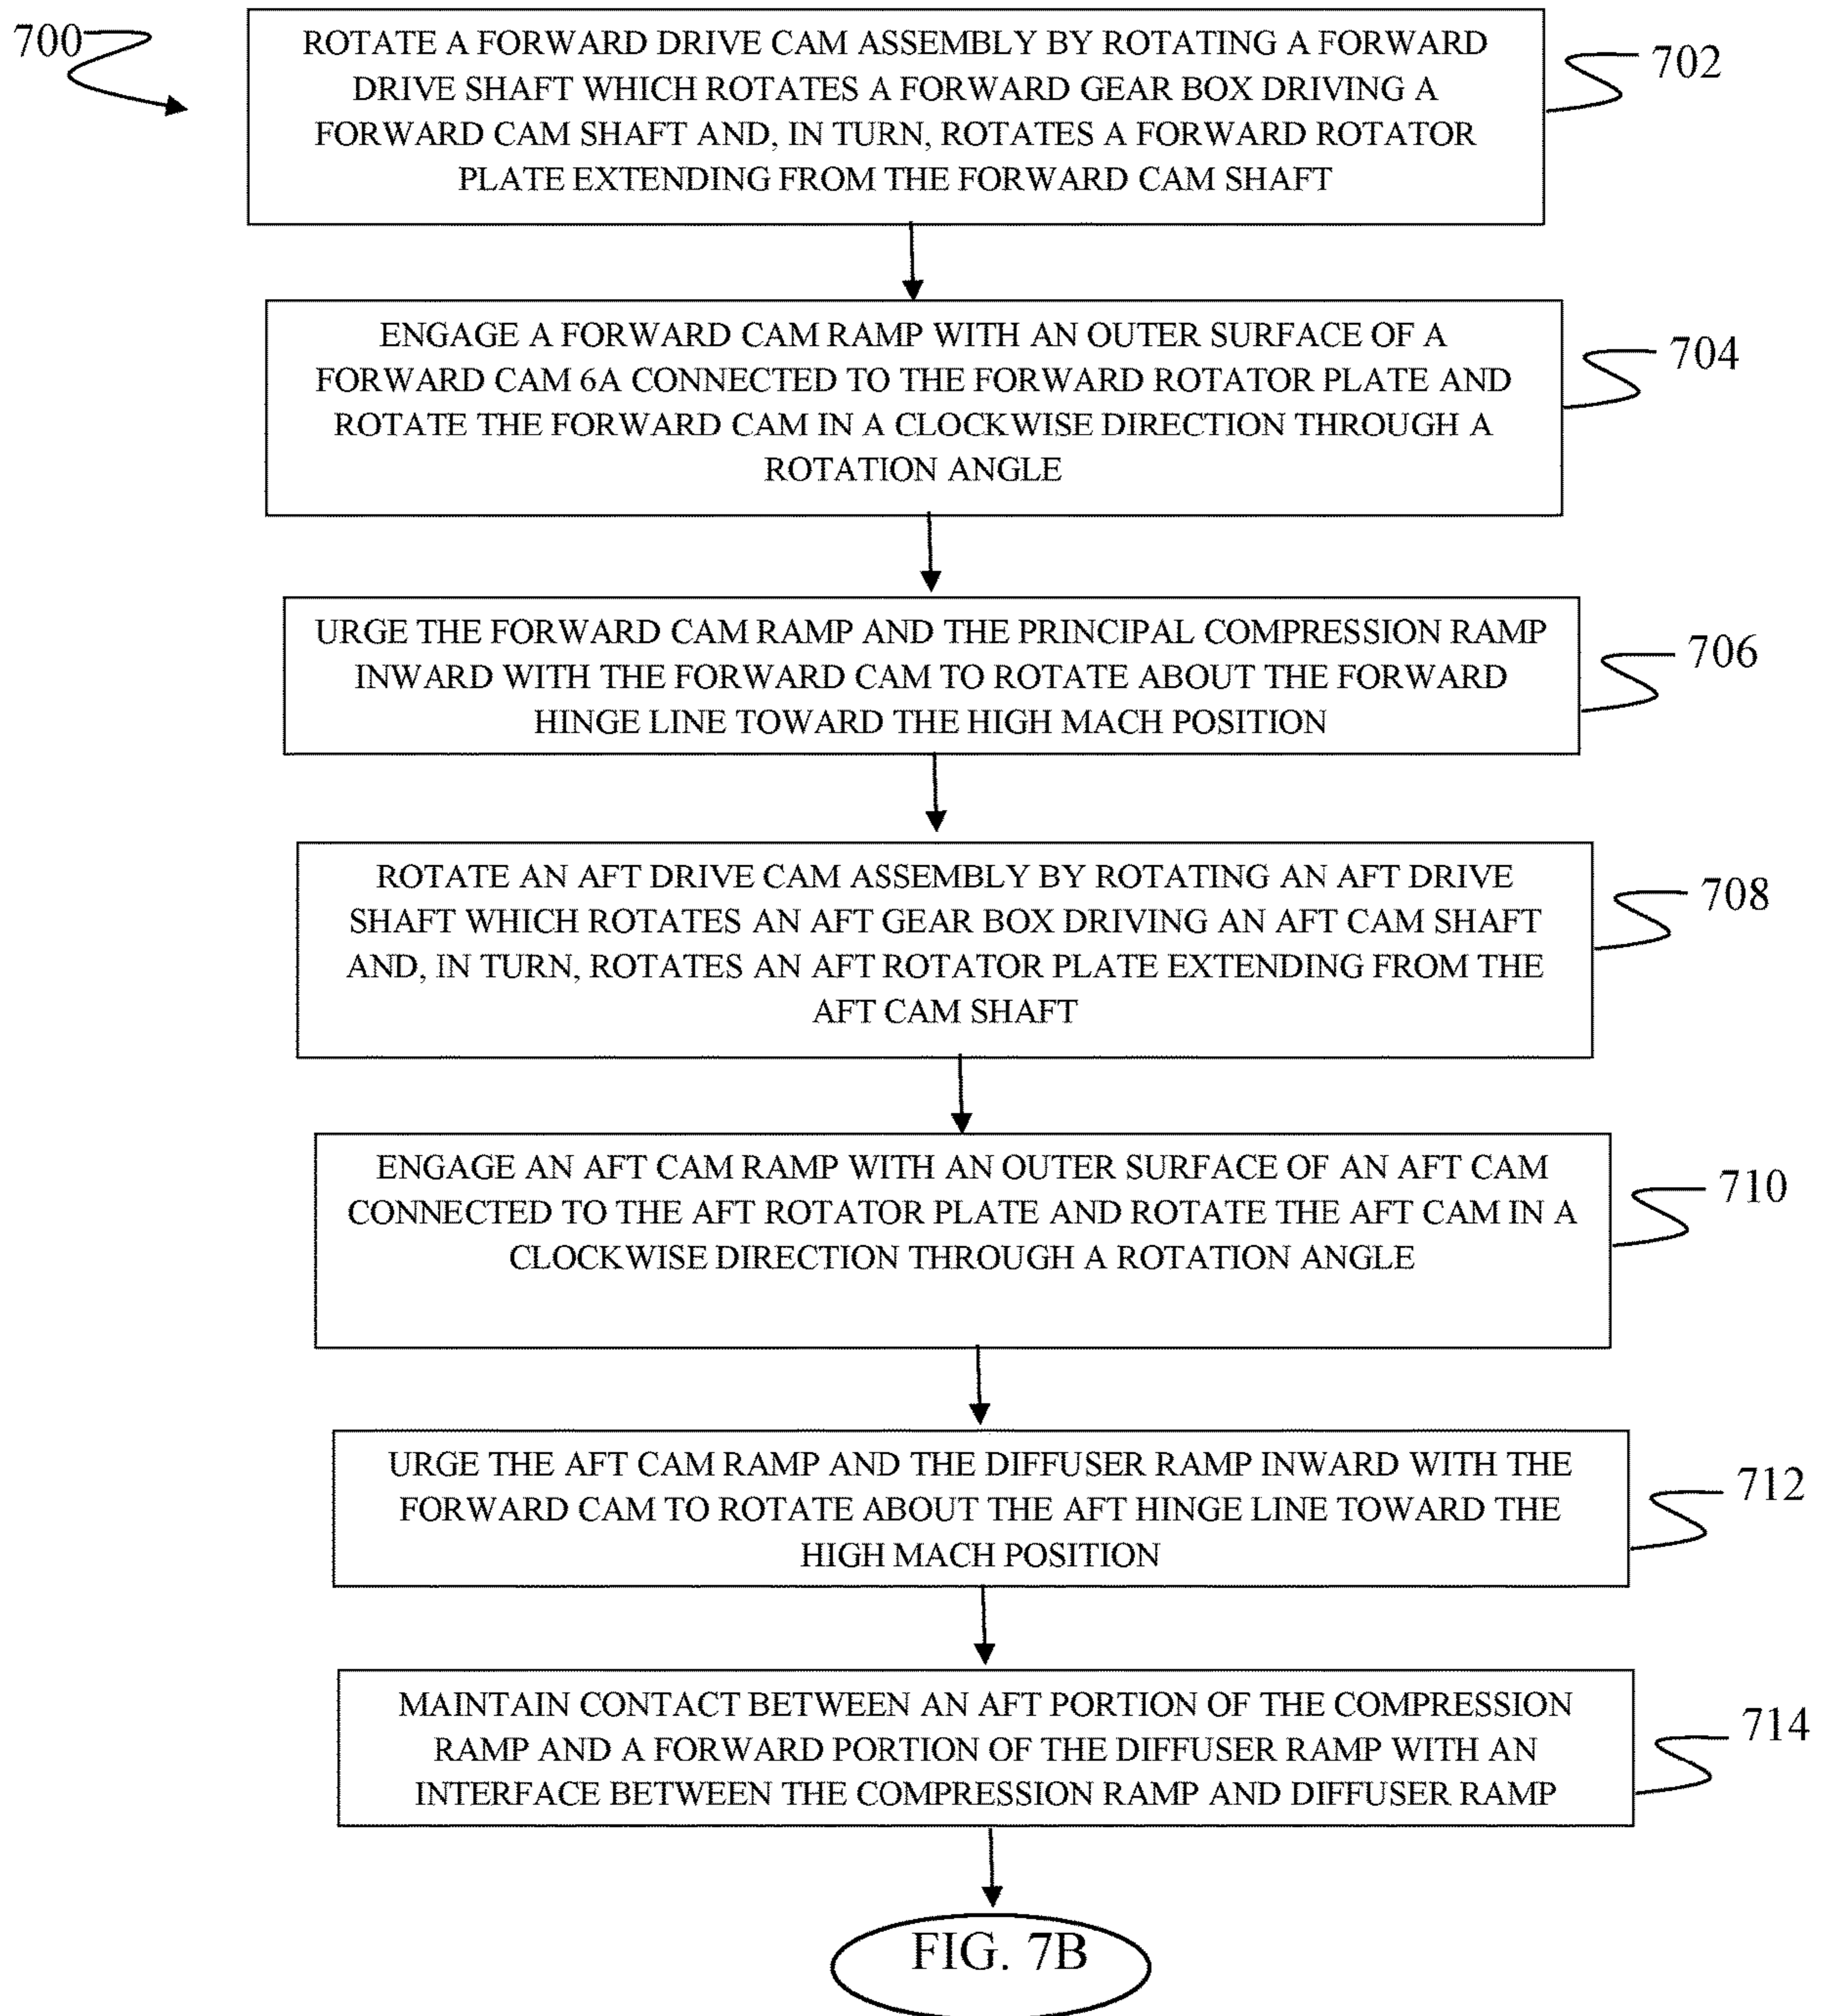 700
ROTATE A FORWARD DRIVE CAM ASSEMBLY BY ROTATING A FORWARD
DRIVE SHAFT WHICH ROTATES A FORWARD GEAR BOX DRIVING A
FORWARD CAM SHAFT AND, IN TURN, ROTATES A FORWARD ROTATOR
PLATE EXTENDING FROM THE FORWARD CAM SHAFT
702
ENGAGE A FORWARD CAM RAMP WITH AN OUTER SURFACE OF A
FORWARD CAM 6A CONNECTED TO THE FORWARD ROTATOR PLATE AND
ROTATE THE FORWARD CAM IN A CLOCKWISE DIRECTION THROUGH A
ROTATION ANGLE
704
URGE THE FORWARD CAM RAMP AND THE PRINCIPAL COMPRESSION RAMP
INWARD WITH THE FORWARD CAM TO ROTATE ABOUT THE FORWARD
HINGE LINE TOWARD THE HIGH MACH POSITION
706
ROTATE AN AFT DRIVE CAM ASSEMBLY BY ROTATING AN AFT DRIVE
SHAFT WHICH ROTATES AN AFT GEAR BOX DRIVING AN AFT CAM SHAFT
AND, IN TURN, ROTATES AN AFT ROTATOR PLATE EXTENDING FROM THE
AFT CAM SHAFT
708
ENGAGE AN AFT CAM RAMP WITH AN OUTER SURFACE OF AN AFT CAM
CONNECTED TO THE AFT ROTATOR PLATE AND ROTATE THE AFT CAM IN A
CLOCKWISE DIRECTION THROUGH A ROTATION ANGLE
710
URGE THE AFT CAM RAMP AND THE DIFFUSER RAMP INWARD WITH THE
FORWARD CAM TO ROTATE ABOUT THE AFT HINGE LINE TOWARD THE
HIGH MACH POSITION
712
MAINTAIN CONTACT BETWEEN AN AFT PORTION OF THE COMPRESSION
RAMP AND A FORWARD PORTION OF THE DIFFUSER RAMP WITH AN
INTERFACE BETWEEN THE COMPRESSION RAMP AND DIFFUSER RAMP
714
FIG. 7B